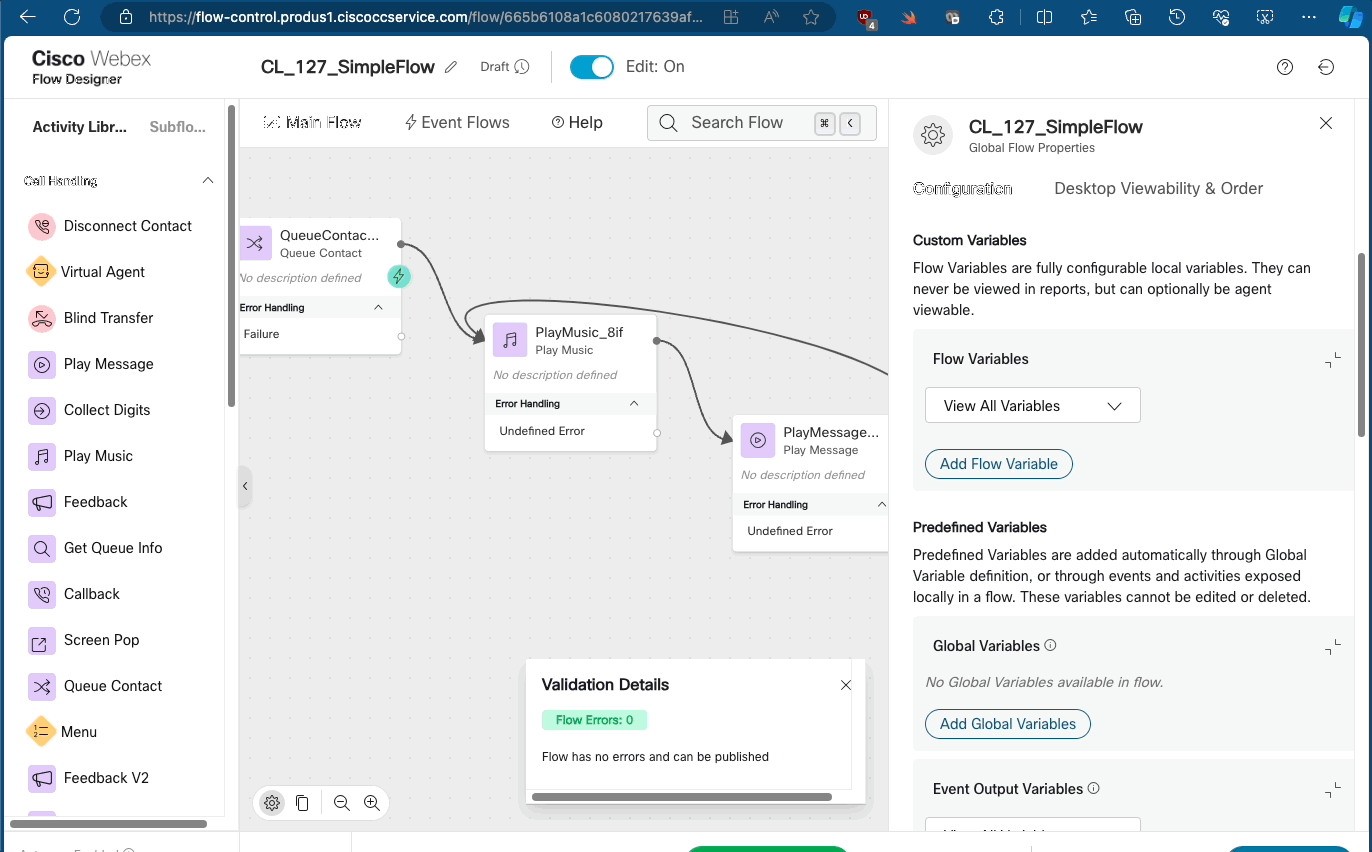 https://flow-control.produs1.ciscoccservice.com/flow/665b6108a1c6080217639af...
4
Cisco Webex
Flow Designer
CL_127_SimpleFlow
Draft
Edit: On
Activity Libr...
Subflo...
Main Flow
Event Flows
Help
Search Flow
⌘
Call Handling
Disconnect Contact
Virtual Agent
Blind Transfer
Play Message
Collect Digits
Play Music
Feedback
Get Queue Info
Callback
Screen Pop
Queue Contact
Menu
Feedback V2
QueueContac...
Queue Contact
No description defined
Error Handling
Failure
PlayMusic_8if
Play Music
No description defined
Error Handling
Undefined Error
PlayMessage...
Play Message
No description defined
Error Handling
Undefined Error
Validation Details
Flow Errors: 0
Flow has no errors and can be published
CL_127_SimpleFlow
Global Flow Properties
Configuration
Desktop Viewability & Order
Custom Variables
Flow Variables are fully configurable local variables. They can
never be viewed in reports, but can optionally be agent
viewable.
Flow Variables
View All Variables
Add Flow Variable
Predefined Variables
Predefined Variables are added automatically through Global
Variable definition, or through events and activities exposed
locally in a flow. These variables cannot be edited or deleted.
Global Variables
No Global Variables available in flow.
Add Global Variables
Event Output Variables